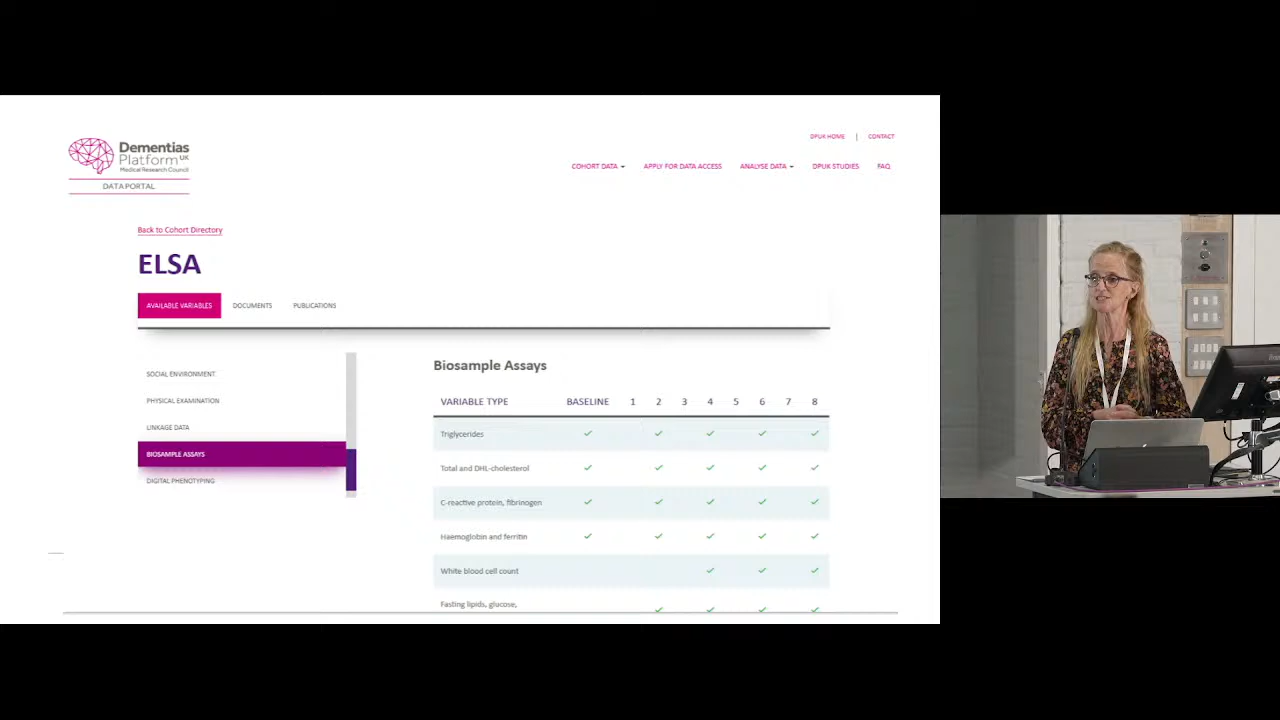 DPUK HOME | CONTACT
Dementias
Platform UK
Medical Research Council
DATA PORTAL
COHORT DATA APPLY FOR DATA ACCESS ANALYSE DATA DPUK STUDIES FAQ
Back to Cohort Directory
ELSA
AVAILABLE VARIABLES DOCUMENTS PUBLICATIONS
SOCIAL ENVIRONMENT
PHYSICAL EXAMINATION
LINKAGE DATA
BIOSAMPLE ASSAYS
DIGITAL PHENOTYPING
Biosample Assays
VARIABLE TYPE BASELINE 1 2 3 4 5 6 7 8
Triglycerides ✓ ✓ ✓ ✓ ✓
Total and DHL-cholesterol ✓ ✓ ✓ ✓ ✓
C-reactive protein, fibrinogen ✓ ✓ ✓ ✓ ✓
Haemoglobin and ferritin ✓ ✓ ✓ ✓ ✓
White blood cell count ✓ ✓ ✓
Fasting lipids, glucose, ✓ ✓ ✓ ✓